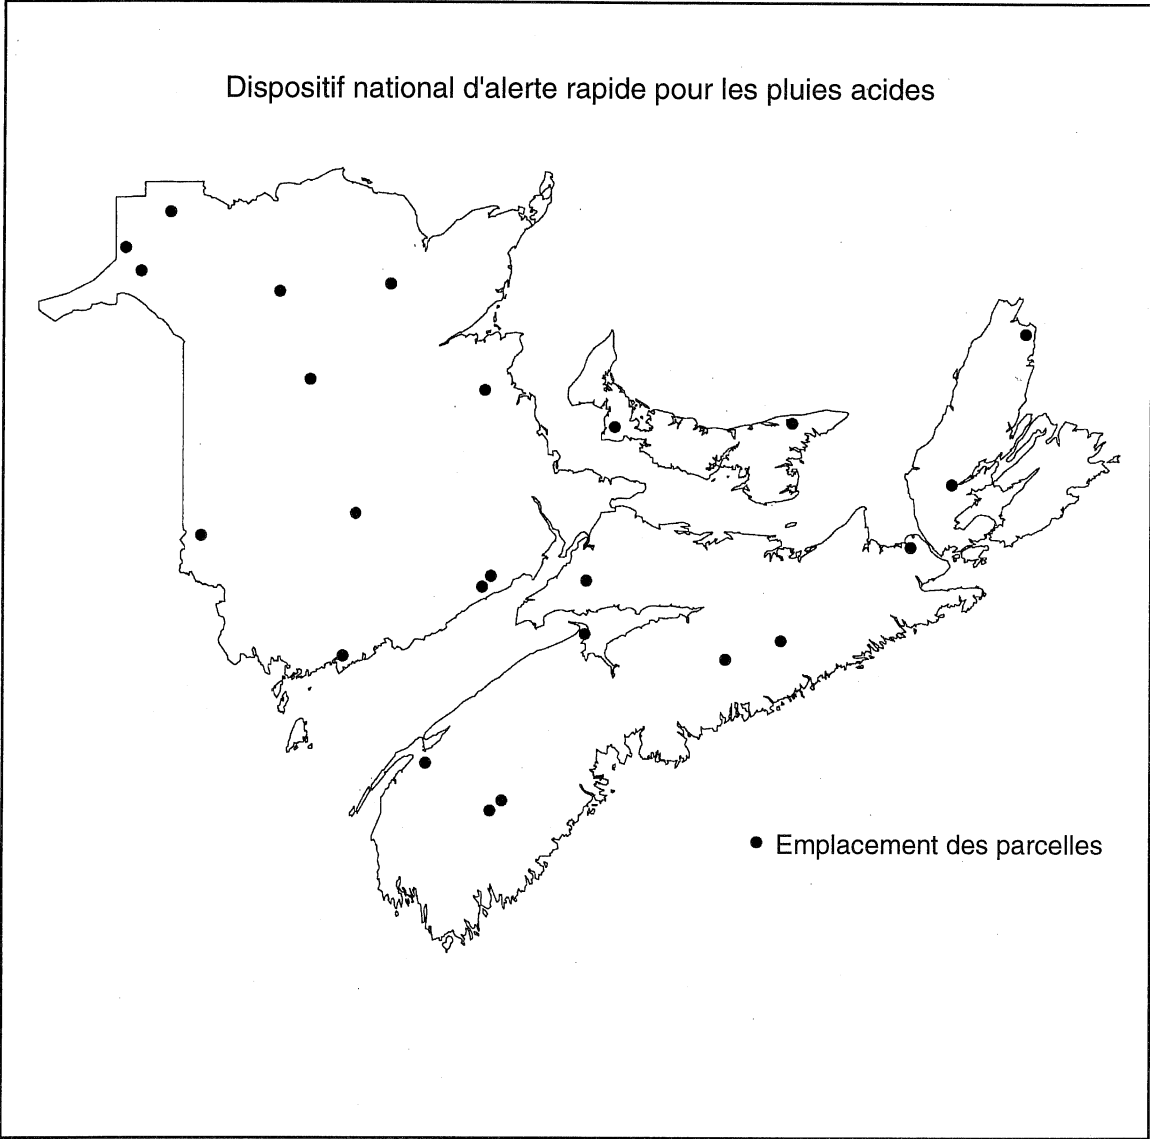 Dispositif national d'alerte rapide pour les pluies acides
Emplacement des parcelles